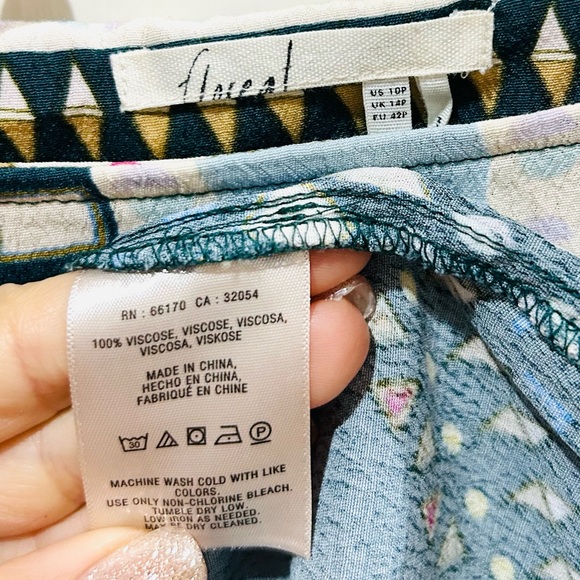 floreat
US 10P
UK 14P
EU 42P
RN : 66170 CA : 32054
100% VISCOSE, VISCOSE, VISCOSA,
VISCOSA, VISKOSE
MADE IN CHINA,
HECHO EN CHINA,
FABRIQUÉ EN CHINE
30 P
MACHINE WASH COLD WITH LIKE
COLORS.
USE ONLY NON-CHLORINE BLEACH.
TUMBLE DRY LOW.
LOW IRON AS NEEDED.
MAY BE DRY CLEANED.